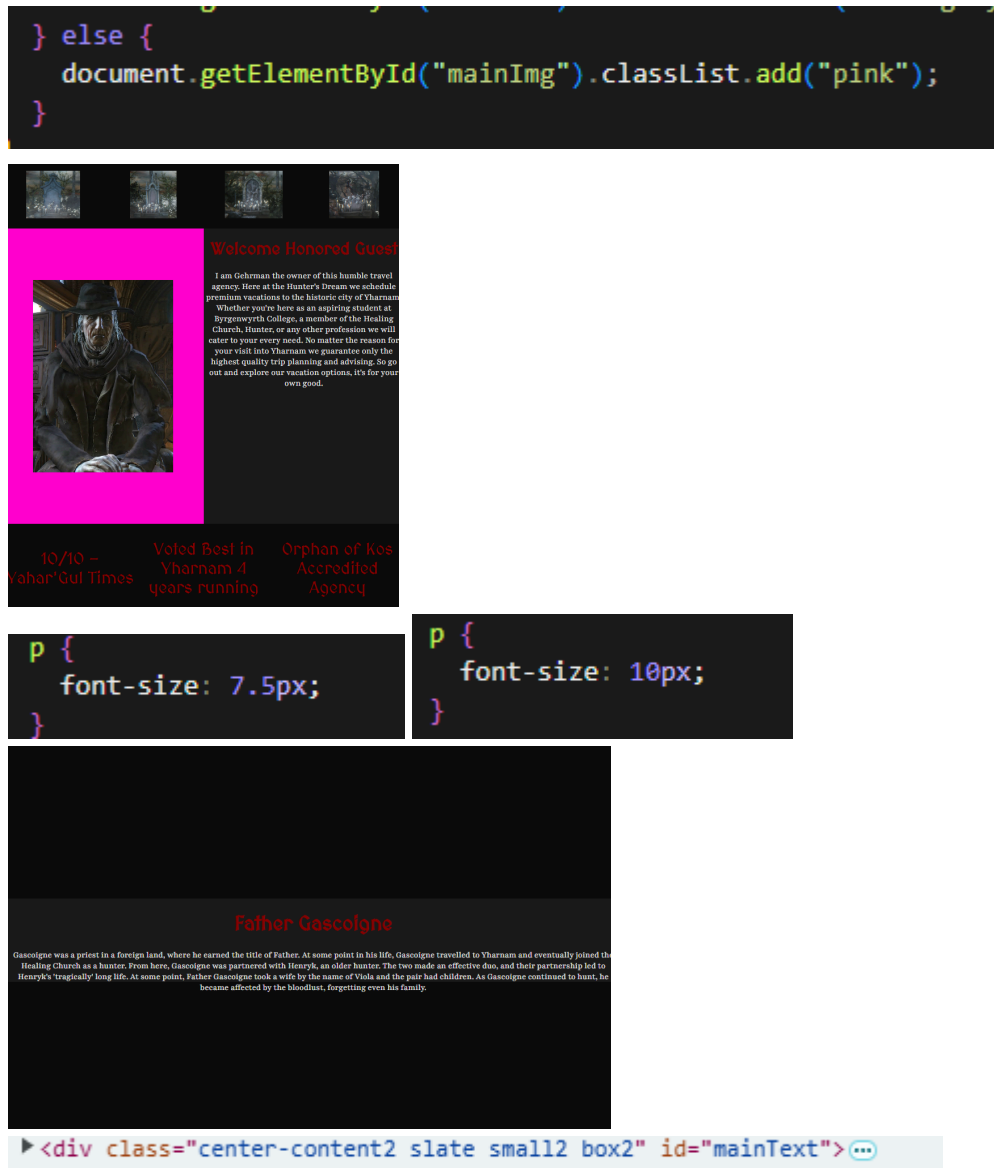 } else {
document.getElementById("mainImg").classList.add("pink");
}
Welcome Honored Guest
I am Gehrman the owner of this humble travel
agency. Here at the Hunter's Dream we schedule
premium vacations to the historic city of Yharnam
Whether you're here as an aspiring student at
Byrgenwyrth College, a member of the Healing
Church, Hunter, or any other profession we will
cater to your every need. No matter the reason for
your visit into Yharnam we guarantee only the
highest quality trip planning and advising. So go
out and explore our vacation options, it's for your
own good.
10/10 ~
Yahar'Gul Times
Voted Best in
Yharnam 4
years running
Orphan of Kos
Accredited
Agency
p {
font-size: 7.5px;
}
p {
font-size: 10px;
}
Father Gascoigne
Gascoigne was a priest in a foreign land, where he earned the title of Father. At some point in his life, Gascoigne travelled to Yharnam and eventually joined the
Healing Church as a hunter. From here, Gascoigne was partnered with Henryk, an older hunter. The two made an effective duo, and their partnership led to
Henryk's 'tragically' long life. At some point, Father Gascoigne took a wife by the name of Viola and the pair had children. As Gascoigne continued to hunt, he
became affected by the bloodlust, forgetting even his family.
<div class="center-content2 slate small2 box2" id="mainText">